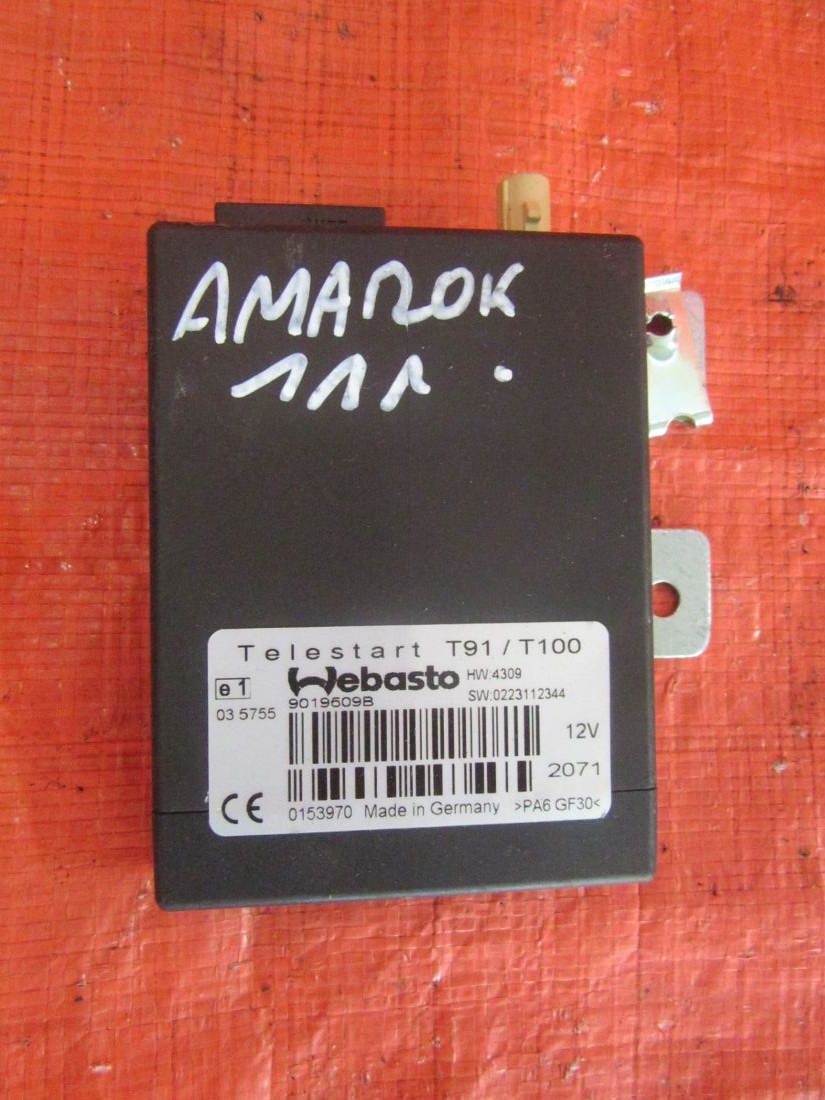 AMAROK
111.
Telestart T91 / T100
Webasto HW:4309
e1 9019609B SW:0223112344
03 5755
12V
2071
CE 0153970 Made in Germany >PA6 GF30<